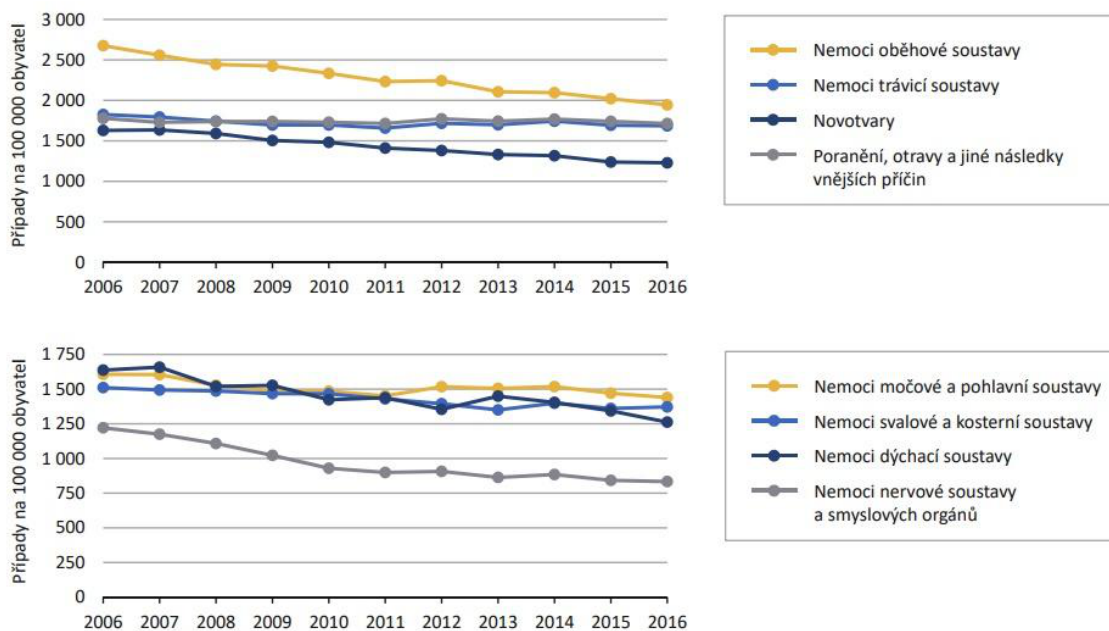 Případy na 100 000 obyvatel
3 000
2 500
2 000
1 500
1 000
500
0
2006 2007 2008 2009 2010 2011 2012 2013 2014 2015 2016
Nemoci oběhové soustavy
Nemoci trávicí soustavy
Novotvary
Poranění, otravy a jiné následky
vnějších příčin
Případy na 100 000 obyvatel
1 750
1 500
1 250
1 000
750
500
250
0
2006 2007 2008 2009 2010 2011 2012 2013 2014 2015 2016
Nemoci močové a pohlavní soustavy
Nemoci svalové a kosterní soustavy
Nemoci dýchací soustavy
Nemoci nervové soustavy
a smyslových orgánů